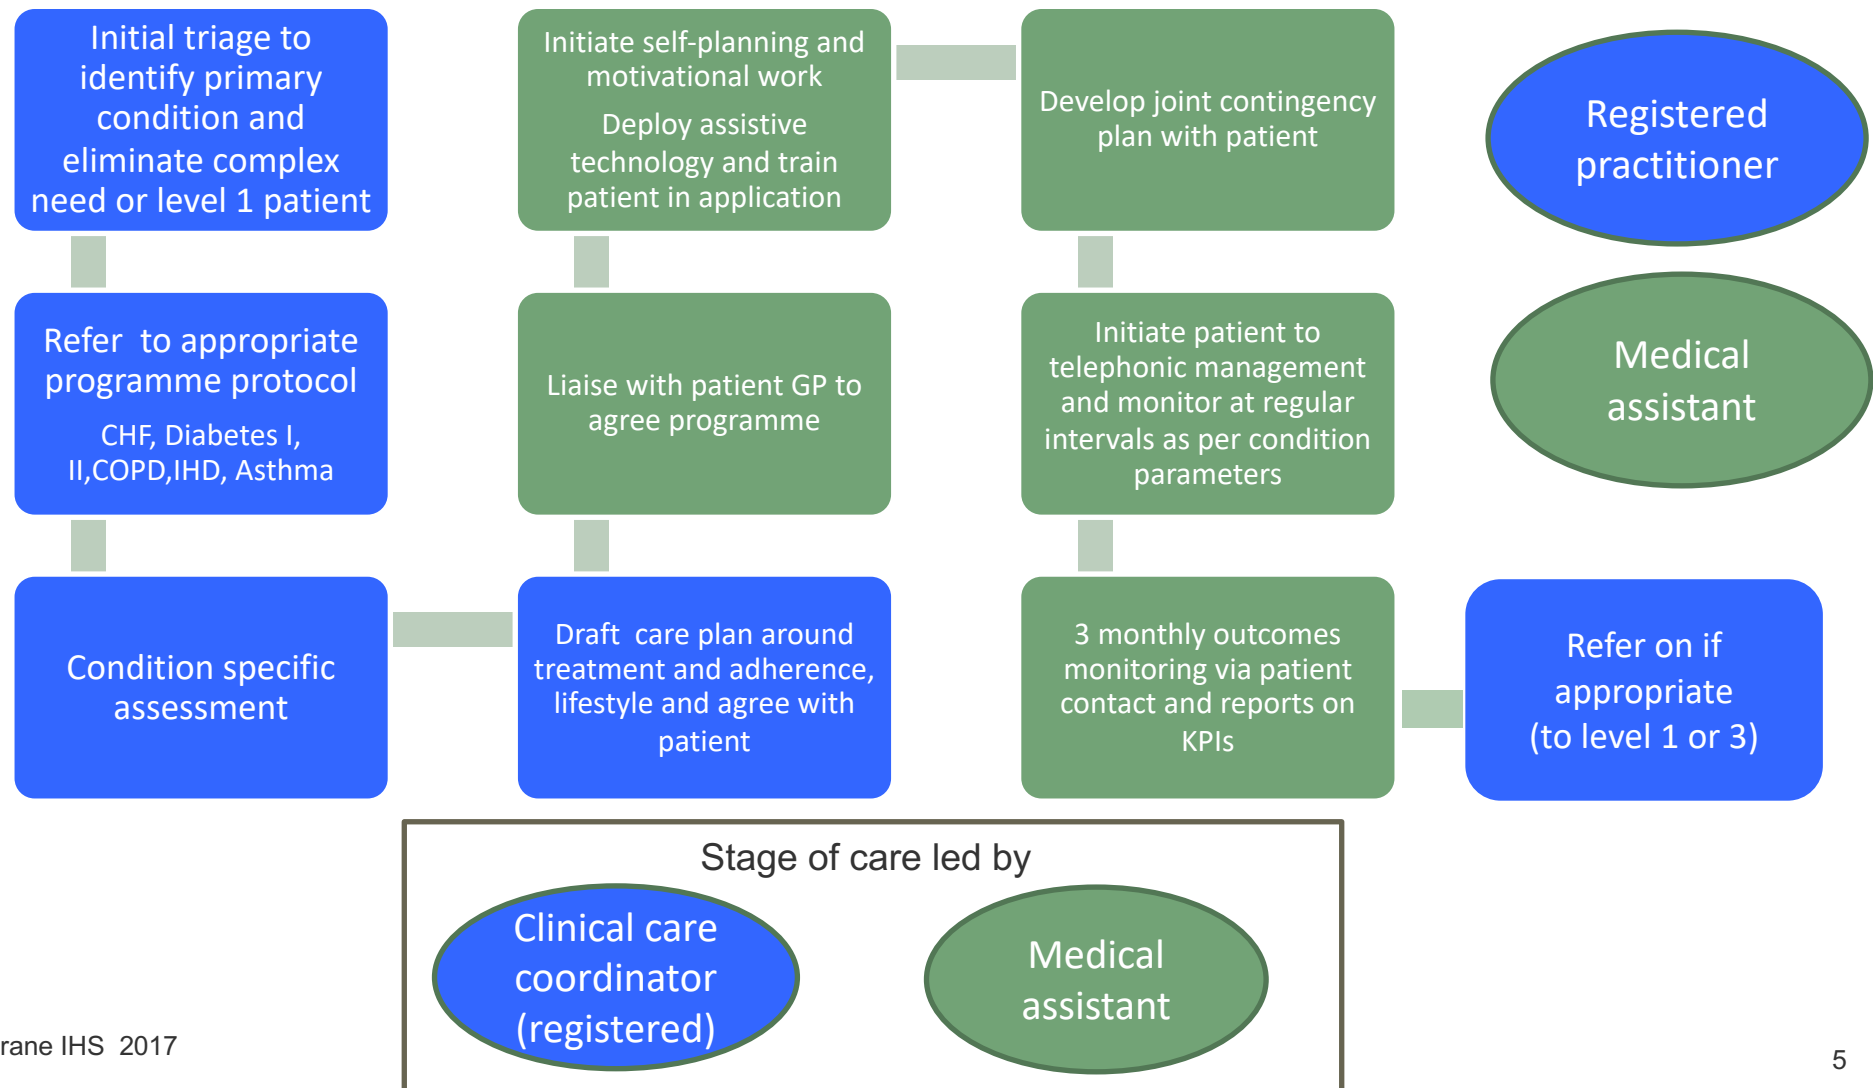 Initial triage to
identify primary
condition and
eliminate complex
need or level 1 patient
Refer to appropriate
programme protocol
CHF, Diabetes I,
II,COPD,IHD, Asthma
Condition specific
assessment
Draft care plan around
treatment and adherence,
lifestyle and agree with
patient
Liaise with patient GP to
agree programme
Initiate self-planning and
motivational work
Deploy assistive
technology and train
patient in application
Develop joint contingency
plan with patient
Initiate patient to
telephonic management
and monitor at regular
intervals as per condition
parameters
3 monthly outcomes
monitoring via patient
contact and reports on
KPIs
Refer on if
appropriate
(to level 1 or 3)
Registered
practitioner
Medical
assistant
Stage of care led by
Clinical care
coordinator
(registered)
Medical
assistant
rane IHS 2017
5